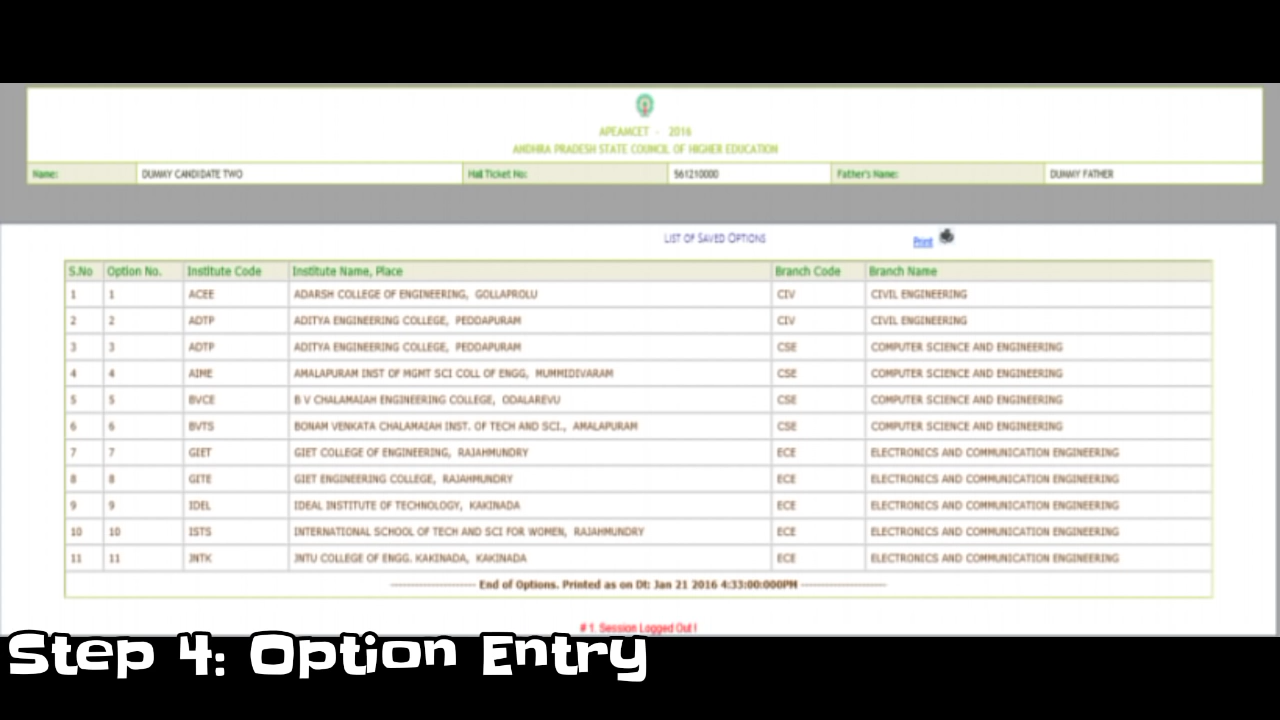 APEAMCET - 2016
ANDHRA PRADESH STATE COUNCIL OF HIGHER EDUCATION
Name: DUMMY CANDIDATE TWO Hall Ticket No: 561210000 Father's Name: DUMMY FATHER
LIST OF SAVED OPTIONS Print
S.No Option No. Institute Code Institute Name, Place Branch Code Branch Name
1 1 ACEE ADARSH COLLEGE OF ENGINEERING, GOLLAPROLU CIV CIVIL ENGINEERING
2 2 ADTP ADITYA ENGINEERING COLLEGE, PEDDAPURAM CIV CIVIL ENGINEERING
3 3 ADTP ADITYA ENGINEERING COLLEGE, PEDDAPURAM CSE COMPUTER SCIENCE AND ENGINEERING
4 4 AIME AMALAPURAM INST OF MGMT SCI COLL OF ENGG, MUMMIDIVARAM CSE COMPUTER SCIENCE AND ENGINEERING
5 5 BVCE B V CHALAMAIAH ENGINEERING COLLEGE, ODALAREVU CSE COMPUTER SCIENCE AND ENGINEERING
6 6 BVTS BONAM VENKATA CHALAMAIAH INST. OF TECH AND SCI., AMALAPURAM CSE COMPUTER SCIENCE AND ENGINEERING
7 7 GIET GIET COLLEGE OF ENGINEERING, RAJAHMUNDRY ECE ELECTRONICS AND COMMUNICATION ENGINEERING
8 8 GITE GIET ENGINEERING COLLEGE, RAJAHMUNDRY ECE ELECTRONICS AND COMMUNICATION ENGINEERING
9 9 IDEL IDEAL INSTITUTE OF TECHNOLOGY, KAKINADA ECE ELECTRONICS AND COMMUNICATION ENGINEERING
10 10 ISTS INTERNATIONAL SCHOOL OF TECH AND SCI FOR WOMEN, RAJAHMUNDRY ECE ELECTRONICS AND COMMUNICATION ENGINEERING
11 11 JNTK JNTU COLLEGE OF ENGG. KAKINADA, KAKINADA ECE ELECTRONICS AND COMMUNICATION ENGINEERING
---------------------- End of Options. Printed as on Dt: Jan 21 2016 4:33:00:000PM ----------------------
# 1. Session Logged Out !
Step 4: Option Entry